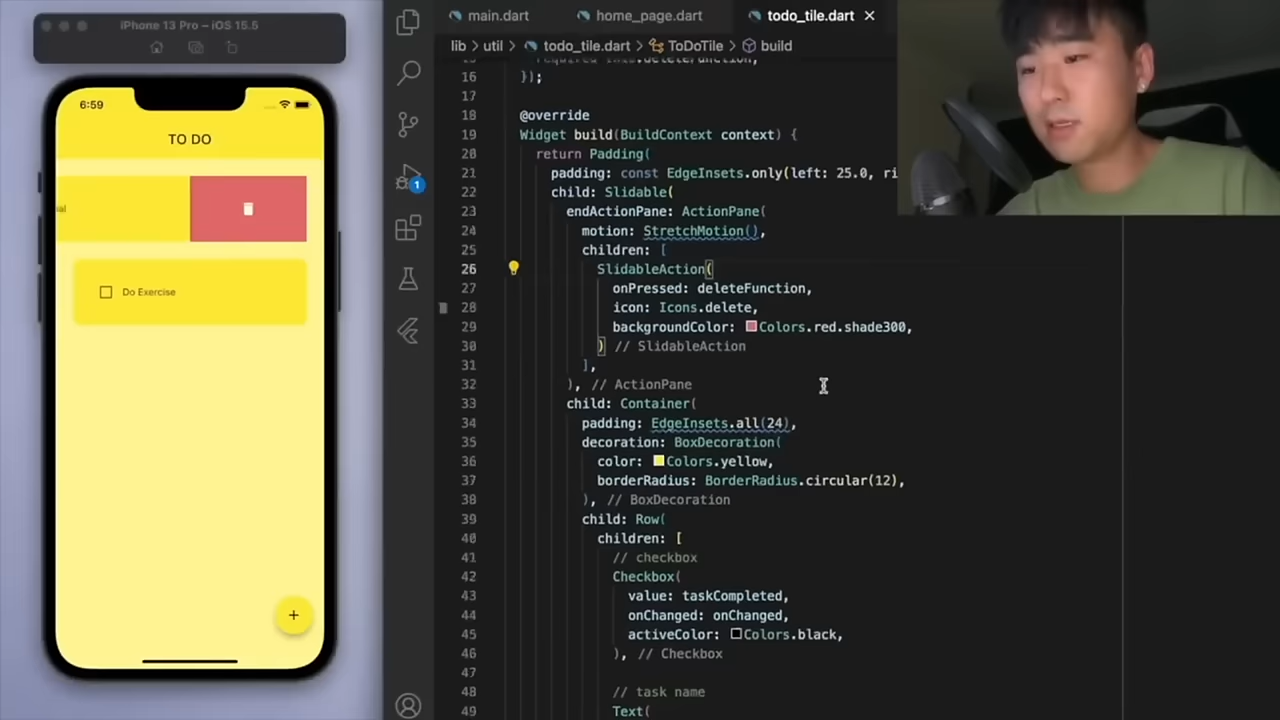 iPhone 13 Pro – iOS 15.5
6:59
TO DO
ial
Do Exercise
+
main.dart
home_page.dart
todo_tile.dart
lib > util > todo_tile.dart > ToDoTile > build
1
16 });
17
18 @override
19 Widget build(BuildContext context) {
20 return Padding(
21 padding: const EdgeInsets.only(left: 25.0, ri
22 child: Slidable(
23 endActionPane: ActionPane(
24 motion: StretchMotion(),
25 children: [
26 SlidableAction(
27 onPressed: deleteFunction,
28 icon: Icons.delete,
29 backgroundColor: Colors.red.shade300,
30 ) // SlidableAction
31 ],
32 ), // ActionPane
33 child: Container(
34 padding: EdgeInsets.all(24),
35 decoration: BoxDecoration(
36 color: Colors.yellow,
37 borderRadius: BorderRadius.circular(12),
38 ), // BoxDecoration
39 child: Row(
40 children: [
41 // checkbox
42 Checkbox(
43 value: taskCompleted,
44 onChanged: onChanged,
45 activeColor: Colors.black,
46 ), // Checkbox
47
48 // task name
49 Text(